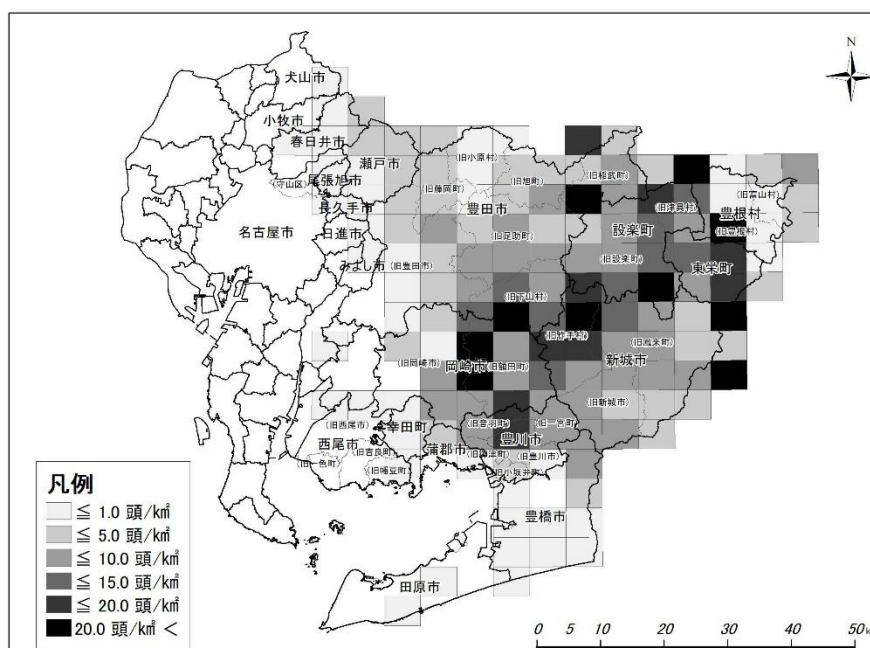 N
犬山市
小牧市
春日井市
(守山区)
尾張旭市
瀬戸市
長久手市
名古屋市
日進市
みよし市
(旧豊田市)
(旧藤岡町)
(旧小原村)
(旧旭町)
豊田市
(旧足助町)
(旧稲武町)
(旧下山村)
設楽町
(旧津具村)
(旧設楽町)
(旧富山村)
豊根村
(旧豊根村)
東栄町
(旧作手村)
(旧鳳来町)
新城市
(旧新城市)
(旧岡崎市)
岡崎市
(旧額田町)
(旧音羽町)
(旧一宮町)
豊川市
(旧御津町)
(旧豊川市)
(旧小坂井町)
(旧西尾市)
幸田町
西尾市
(旧吉良町)
(旧一色町)
(旧幡豆町)
蒲郡市
豊橋市
田原市
凡例
≦ 1.0 頭/㎢
≦ 5.0 頭/㎢
≦ 10.0 頭/㎢
≦ 15.0 頭/㎢
≦ 20.0 頭/㎢
20.0 頭/㎢ <
0 5 10 20 30 40 50